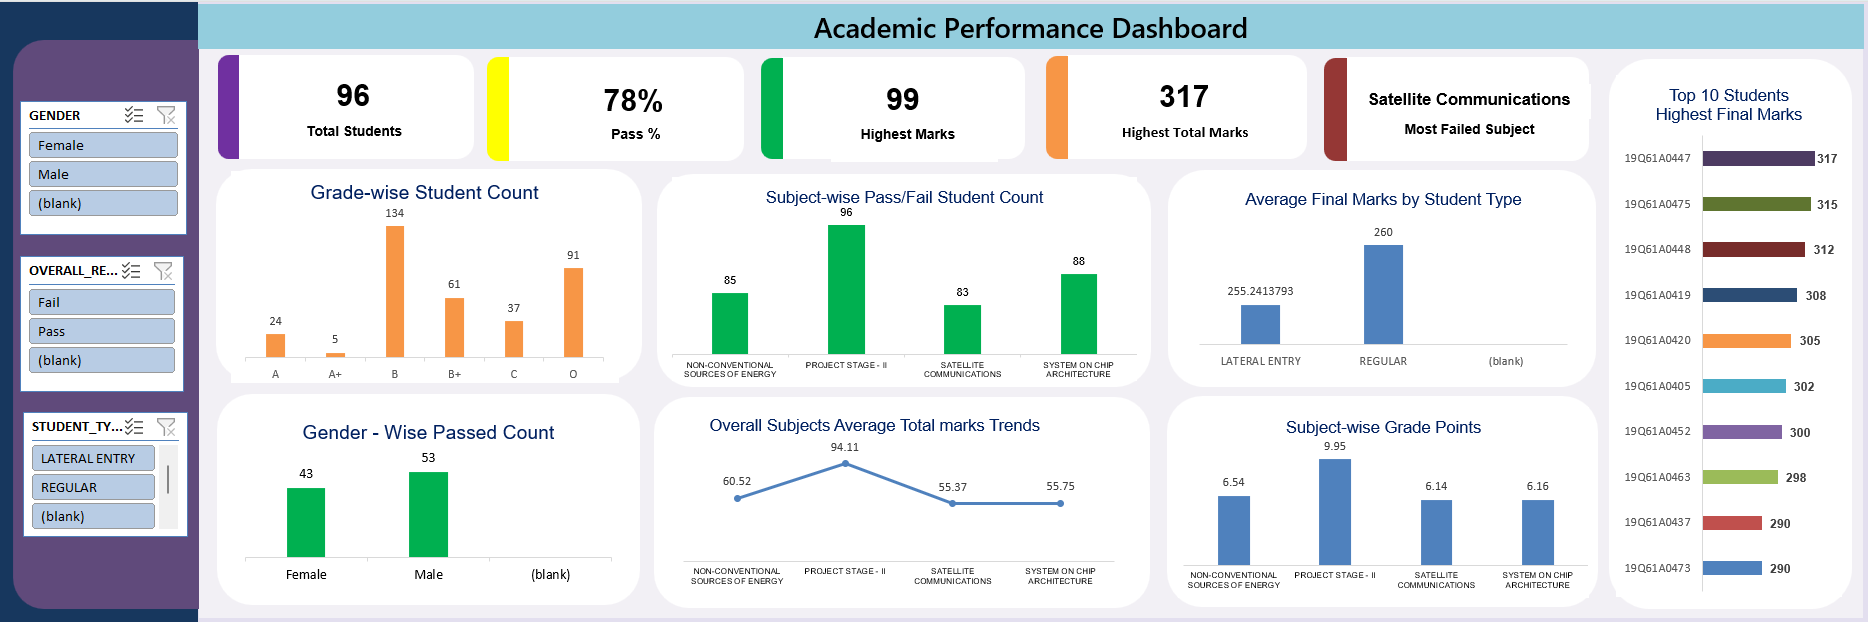 Academic Performance Dashboard
GENDER
Female
Male
(blank)
OVERALL_RE...
Fail
Pass
(blank)
STUDENT_TY...
LATERAL ENTRY
REGULAR
(blank)
96
Total Students
78%
Pass %
99
Highest Marks
317
Highest Total Marks
Satellite Communications
Most Failed Subject
Grade-wise Student Count
134
91
61
37
24
5
A A+ B B+ C O
Subject-wise Pass/Fail Student Count
96
88
85
83
NON-CONVENTIONAL
SOURCES OF ENERGY
PROJECT STAGE - II
SATELLITE
COMMUNICATIONS
SYSTEM ON CHIP
ARCHITECTURE
Average Final Marks by Student Type
260
255.2413793
LATERAL ENTRY REGULAR (blank)
Gender - Wise Passed Count
43
53
Female Male (blank)
Overall Subjects Average Total marks Trends
94.11
60.52
55.37
55.75
NON-CONVENTIONAL
SOURCES OF ENERGY
PROJECT STAGE - II
SATELLITE
COMMUNICATIONS
SYSTEM ON CHIP
ARCHITECTURE
Subject-wise Grade Points
9.95
6.54
6.14
6.16
NON-CONVENTIONAL
SOURCES OF ENERGY
PROJECT STAGE - II
SATELLITE
COMMUNICATIONS
SYSTEM ON CHIP
ARCHITECTURE
Top 10 Students
Highest Final Marks
19Q61A0447 317
19Q61A0475 315
19Q61A0448 312
19Q61A0419 308
19Q61A0420 305
19Q61A0405 302
19Q61A0452 300
19Q61A0463 298
19Q61A0437 290
19Q61A0473 290